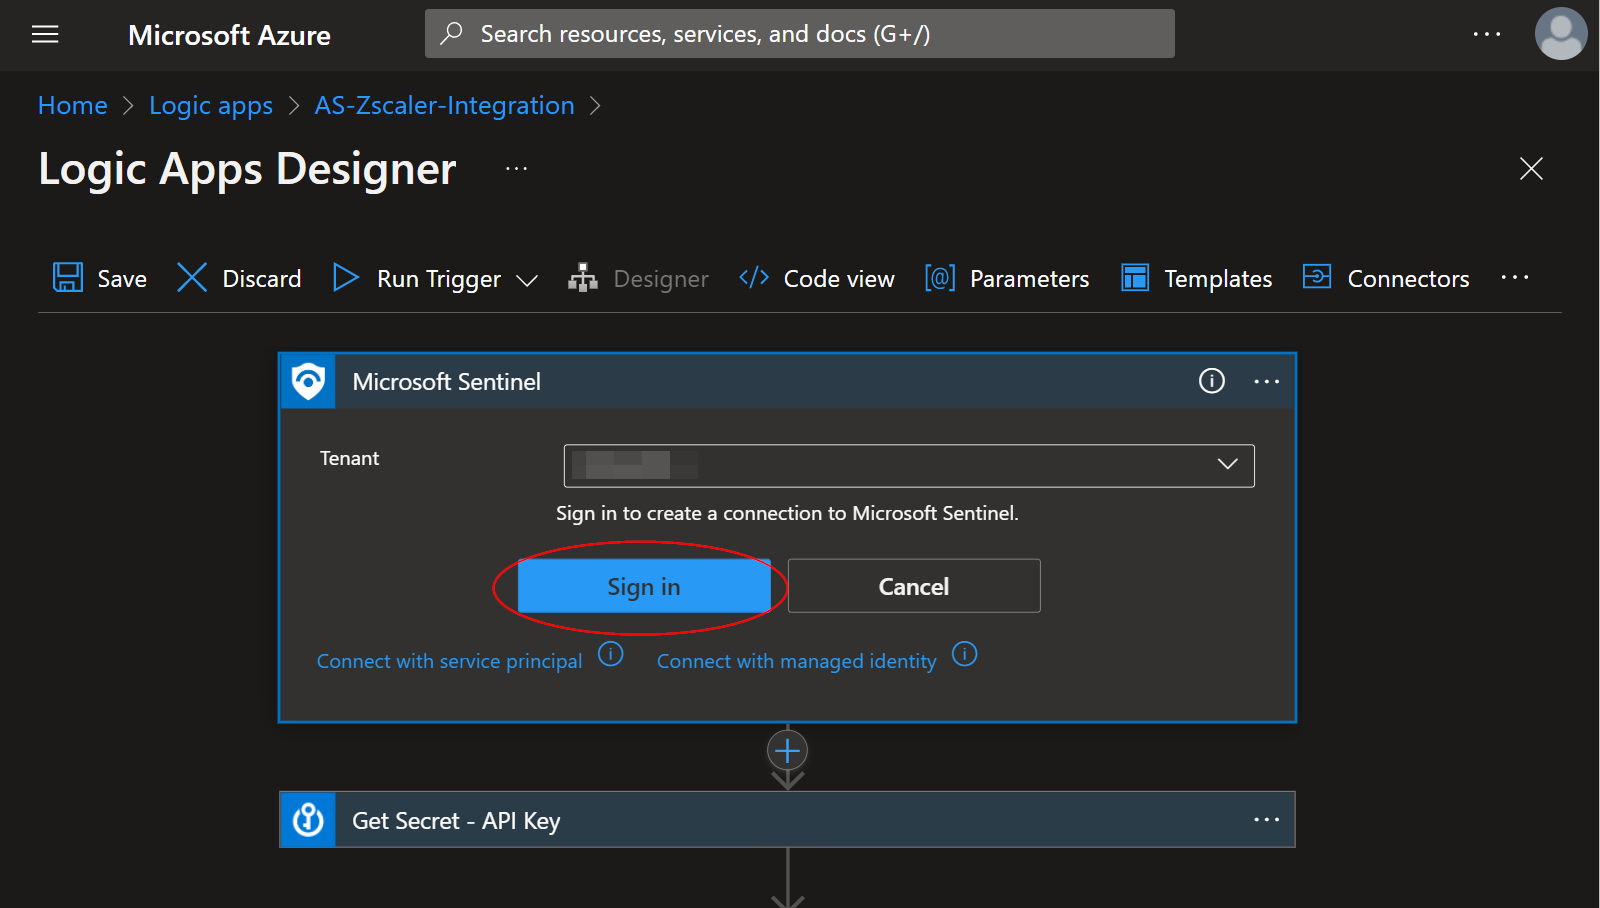 Microsoft Azure
Search resources, services, and docs (G+/)
Home > Logic apps > AS-Zscaler-Integration >
Logic Apps Designer ...
Save Discard Run Trigger Designer Code view Parameters Templates Connectors ...
Microsoft Sentinel
Tenant
Sign in to create a connection to Microsoft Sentinel.
Sign in Cancel
Connect with service principal Connect with managed identity
Get Secret - API Key